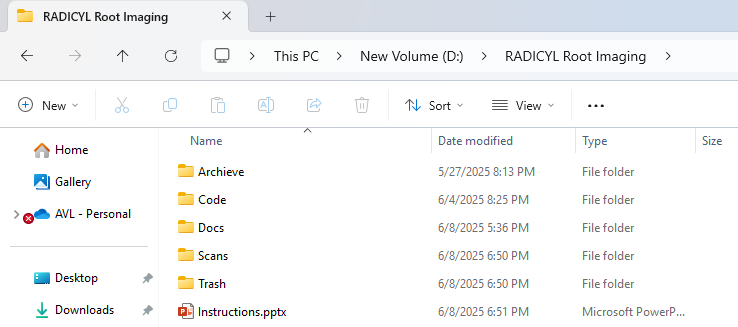 RADICYL Root Imaging
This PC > New Volume (D:) > RADICYL Root Imaging >
New Sort View
Name Date modified Type Size
Home
Gallery
AVL - Personal
Desktop
Downloads
Archieve 5/27/2025 8:13 PM File folder
Code 6/4/2025 8:25 PM File folder
Docs 6/8/2025 5:36 PM File folder
Scans 6/8/2025 6:50 PM File folder
Trash 6/8/2025 6:50 PM File folder
Instructions.pptx 6/8/2025 6:51 PM Microsoft PowerP...